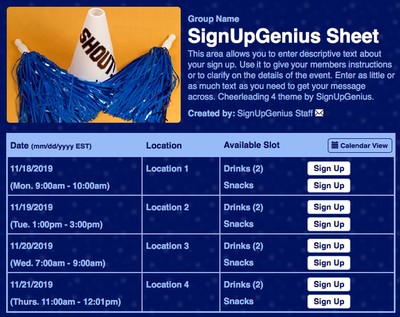 SHOUT
Group Name
SignUpGenius Sheet
This area allows you to enter descriptive text about
your sign up. Use it to give your members instructions
or to clarify on the details of the event. Enter as little or
as much text as you need to get your message
across. Cheerleading 4 theme by SignUpGenius.
Created by: SignUpGenius Staff
Date (mm/dd/yyyy EST) Location Available Slot Calendar View
11/18/2019 Location 1 Drinks (2) Sign Up
(Mon. 9:00am - 10:00am) Snacks Sign Up
11/19/2019 Location 2 Drinks (2) Sign Up
(Tue. 1:00pm - 3:00pm) Snacks Sign Up
11/20/2019 Location 3 Drinks (2) Sign Up
(Wed. 7:00am - 9:00am) Snacks Sign Up
11/21/2019 Location 4 Drinks (2) Sign Up
(Thurs. 11:00am - 12:01pm) Snacks Sign Up